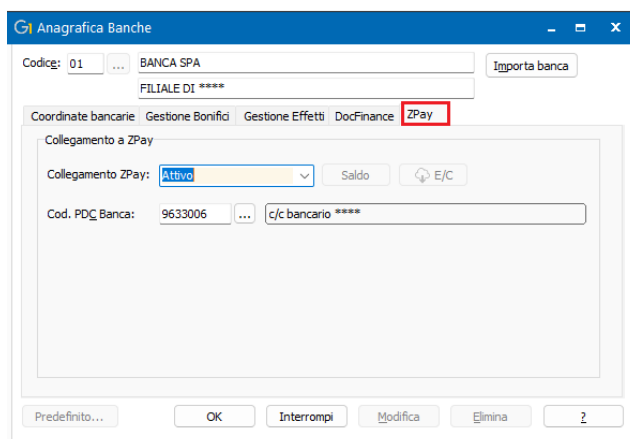 G1 Anagrafica Banche
Codice: 01 ... BANCA SPA Importa banca
FILIALE DI ****
Coordinate bancarie Gestione Bonifici Gestione Effetti DocFinance ZPay
Collegamento a ZPay
Collegamento ZPay: Attivo Saldo E/C
Cod. PDC Banca: 9633006 ... c/c bancario ****
Predefinito... OK Interrompi Modifica Elimina ?